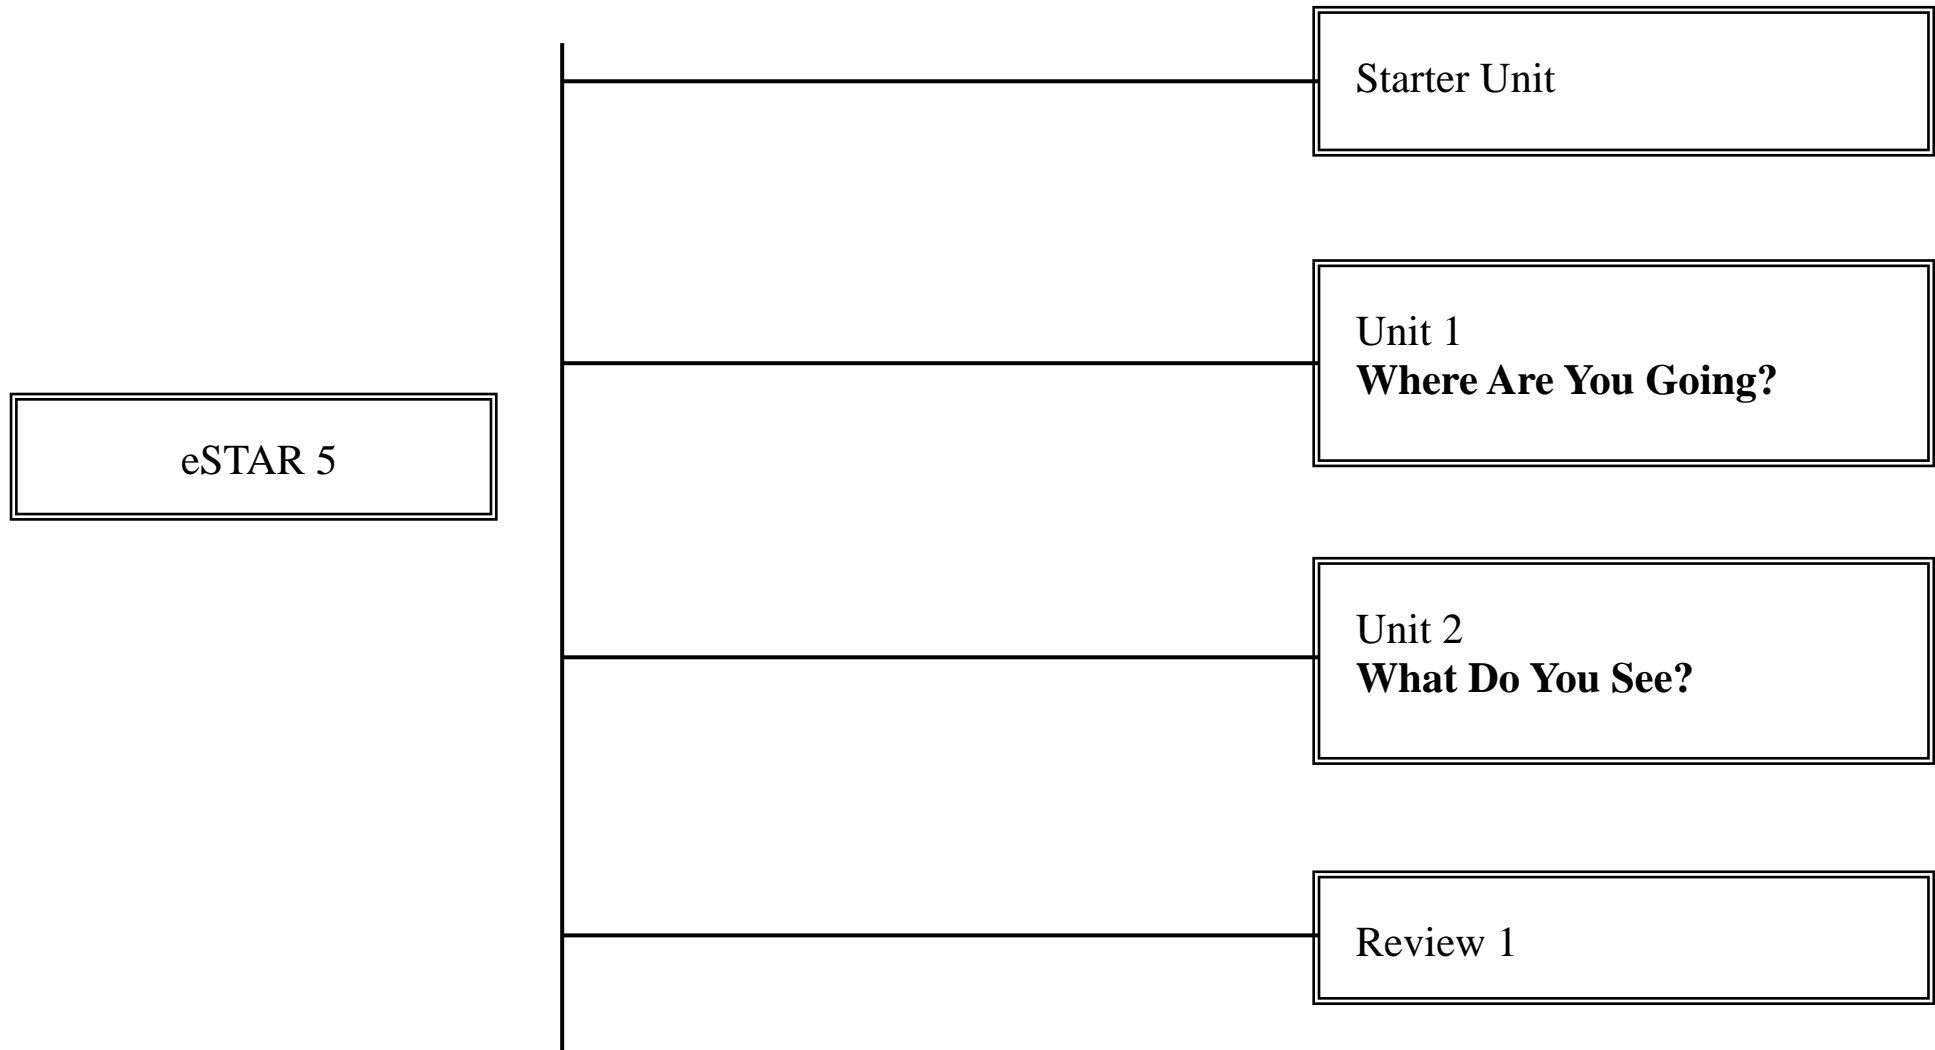 eSTAR 5
Starter Unit
Unit 1
Where Are You Going?
Unit 2
What Do You See?
Review 1